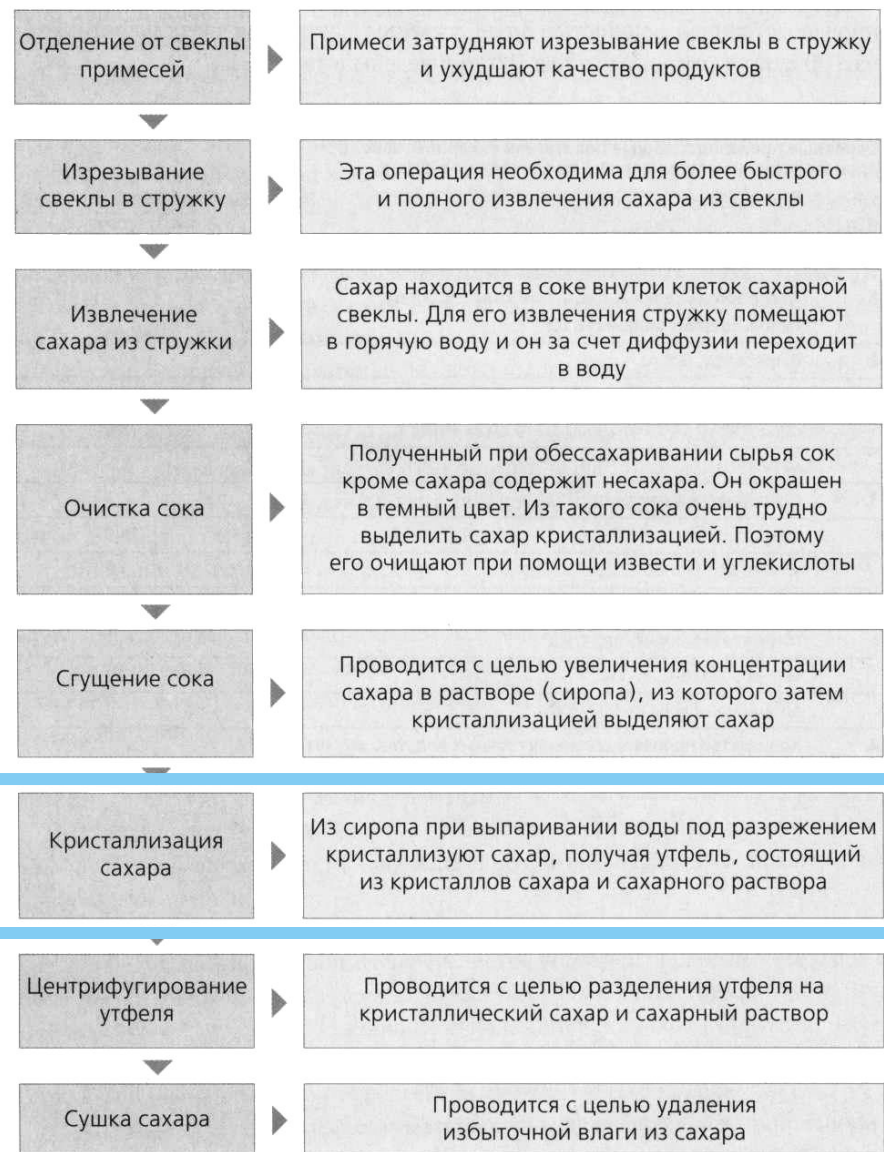 Отделение от свеклы
примесей
Примеси затрудняют изрезывание свеклы в стружку
и ухудшают качество продуктов
Изрезывание
свеклы в стружку
Эта операция необходима для более быстрого
и полного извлечения сахара из свеклы
Извлечение
сахара из стружки
Сахар находится в соке внутри клеток сахарной
свеклы. Для его извлечения стружку помещают
в горячую воду и он за счет диффузии переходит
в воду
Очистка сока
Полученный при обессахаривании сырья сок
кроме сахара содержит несахара. Он окрашен
в темный цвет. Из такого сока очень трудно
выделить сахар кристаллизацией. Поэтому
его очищают при помощи извести и углекислоты
Сгущение сока
Проводится с целью увеличения концентрации
сахара в растворе (сиропа), из которого затем
кристаллизацией выделяют сахар
Кристаллизация
сахара
Из сиропа при выпаривании воды под разрежением
кристаллизуют сахар, получая утфель, состоящий
из кристаллов сахара и сахарного раствора
Центрифугирование
утфеля
Проводится с целью разделения утфеля на
кристаллический сахар и сахарный раствор
Сушка сахара
Проводится с целью удаления
избыточной влаги из сахара